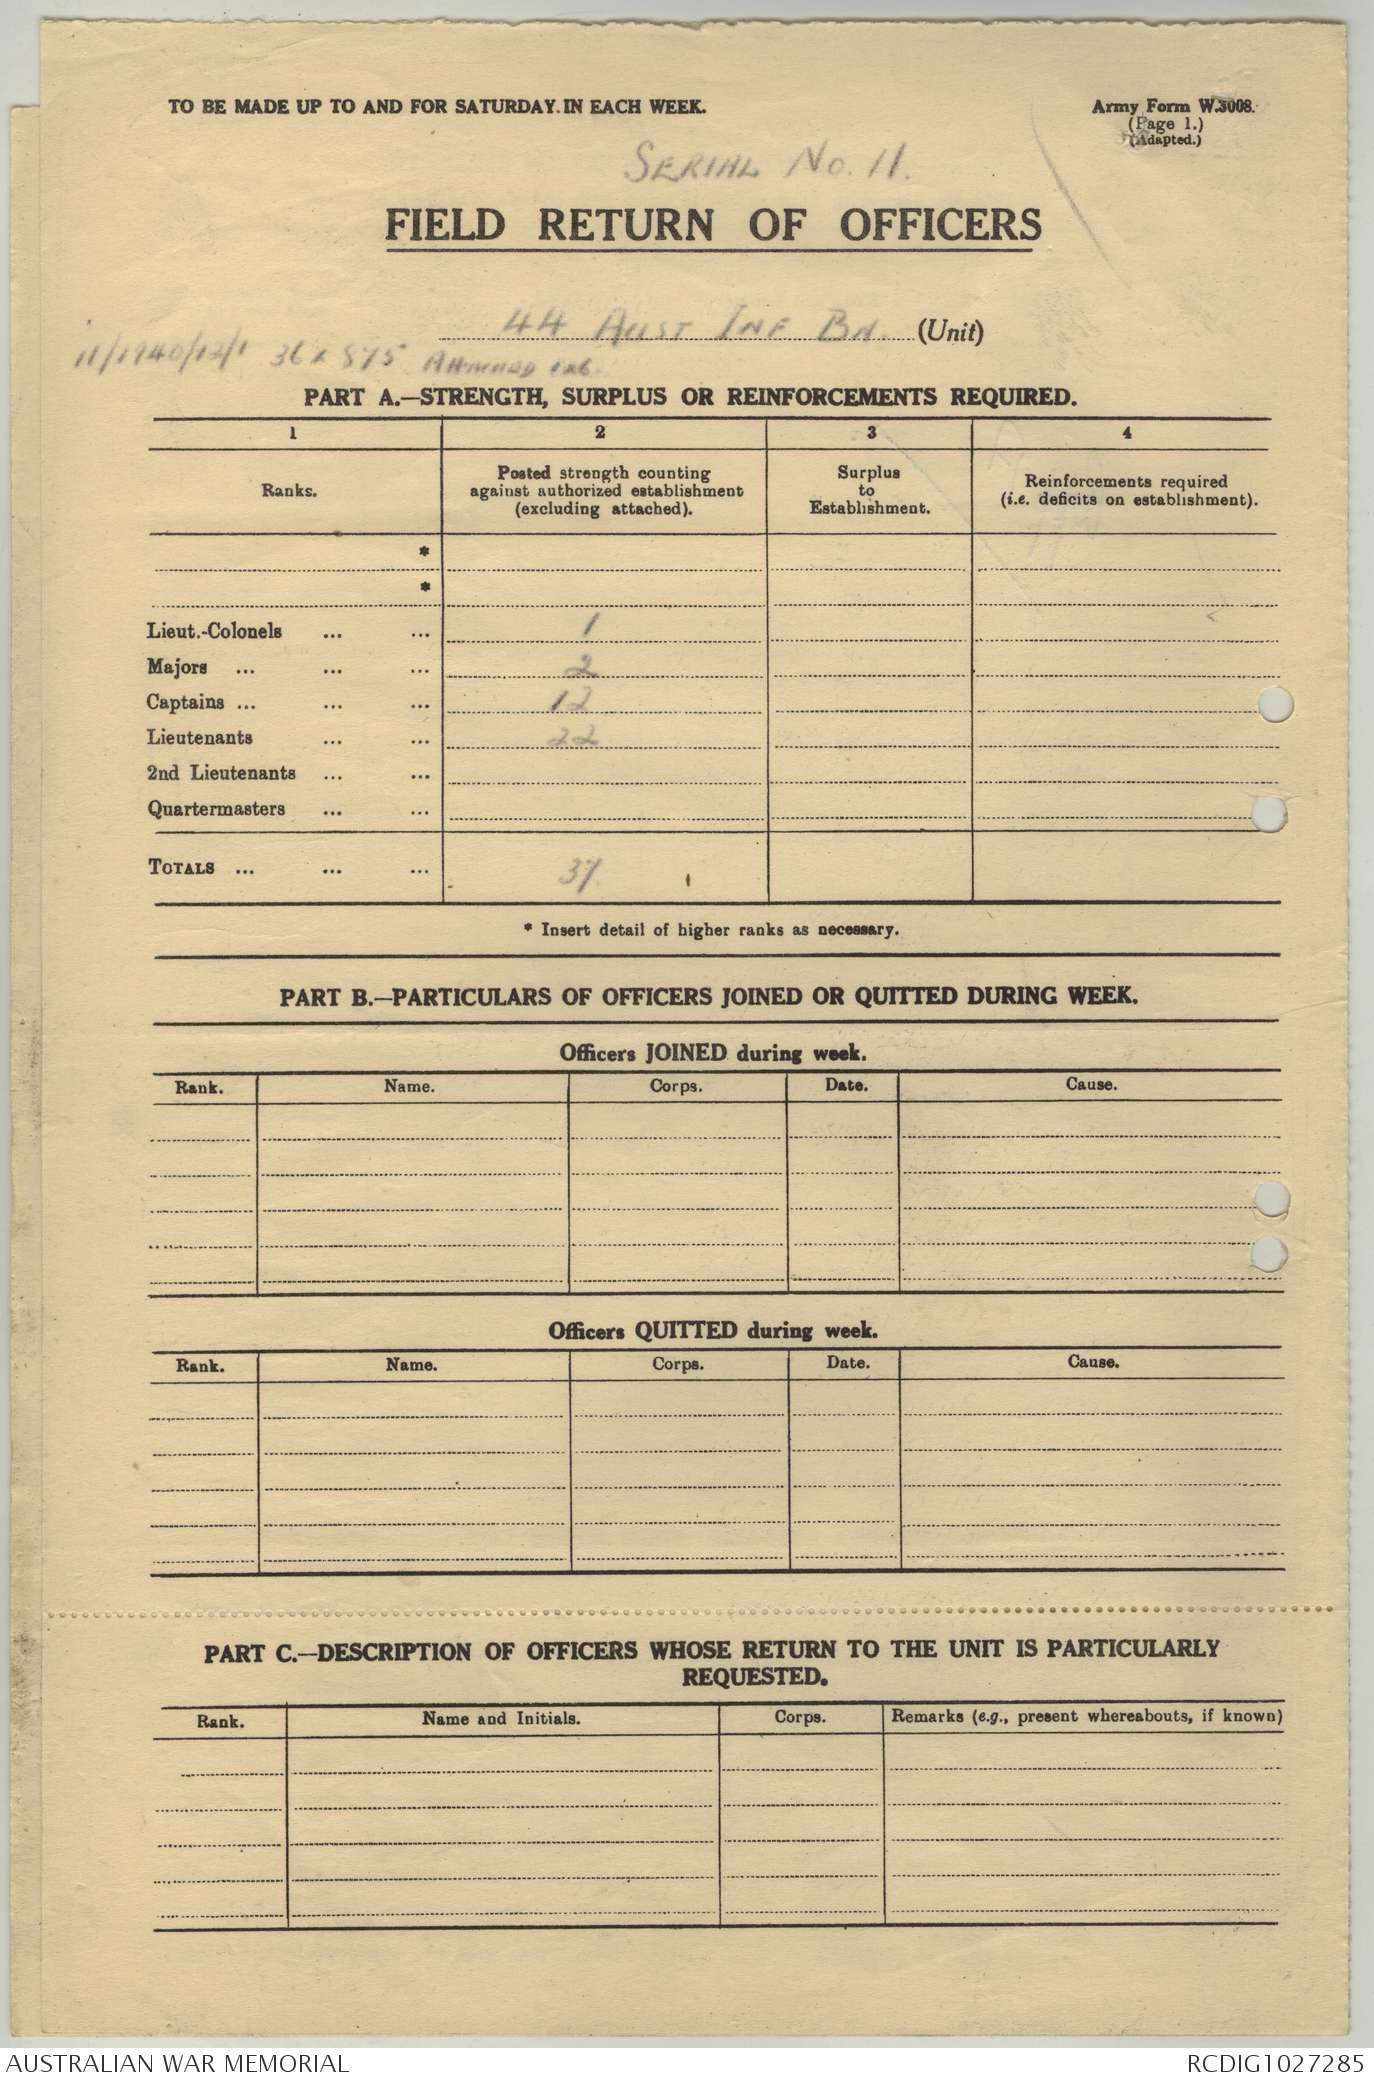 TO BE MADE UP TO AND FOR SATURDAY IN EACH WEEK.
Army Form W.3008.
(Page 1.)
(Adapted.)
SERIAL No. 11.
FIELD RETURN OF OFFICERS
44 AUST INF BN. (Unit)
11/1940/12/1 36 x 875
PART A.—STRENGTH, SURPLUS OR REINFORCEMENTS REQUIRED.
1 2 3 4
Ranks. Posted strength counting against authorized establishment (excluding attached). Surplus to Establishment. Reinforcements required (i.e. deficits on establishment).
*
*
Lieut.-Colonels ... ... 1
Majors ... ... ... 2
Captains ... ... ... 12
Lieutenants ... ... 22
2nd Lieutenants ... ...
Quartermasters ... ...
TOTALS ... ... ... 37
* Insert detail of higher ranks as necessary.
PART B.—PARTICULARS OF OFFICERS JOINED OR QUITTED DURING WEEK.
Officers JOINED during week.
Rank. Name. Corps. Date. Cause.
Officers QUITTED during week.
Rank. Name. Corps. Date. Cause.
PART C.—DESCRIPTION OF OFFICERS WHOSE RETURN TO THE UNIT IS PARTICULARLY
REQUESTED.
Rank. Name and Initials. Corps. Remarks (e.g., present whereabouts, if known)
AUSTRALIAN WAR MEMORIAL
RCDIG1027285